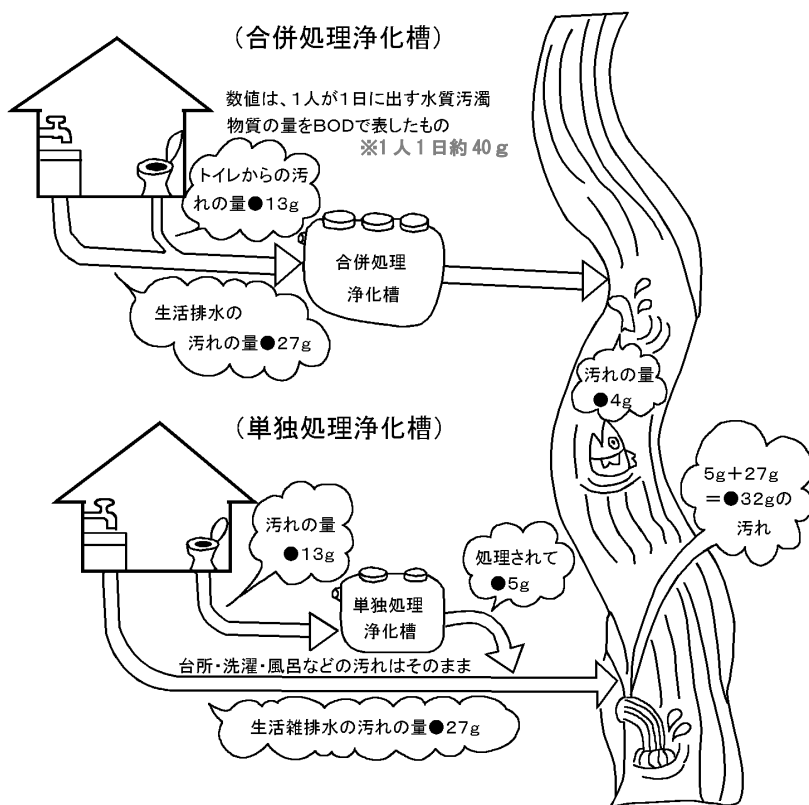 (合併処理浄化槽)
数値は、1人が1日に出す水質汚濁
物質の量をBODで表したもの
※1人1日約40g
トイレからの汚
れの量●13g
合併処理
浄化槽
生活排水の
汚れの量●27g
汚れの量
●4g
(単独処理浄化槽)
5g+27g
=●32gの
汚れ
汚れの量
●13g
処理されて
●5g
単独処理
浄化槽
台所・洗濯・風呂などの汚れはそのまま
生活雑排水の汚れの量●27g